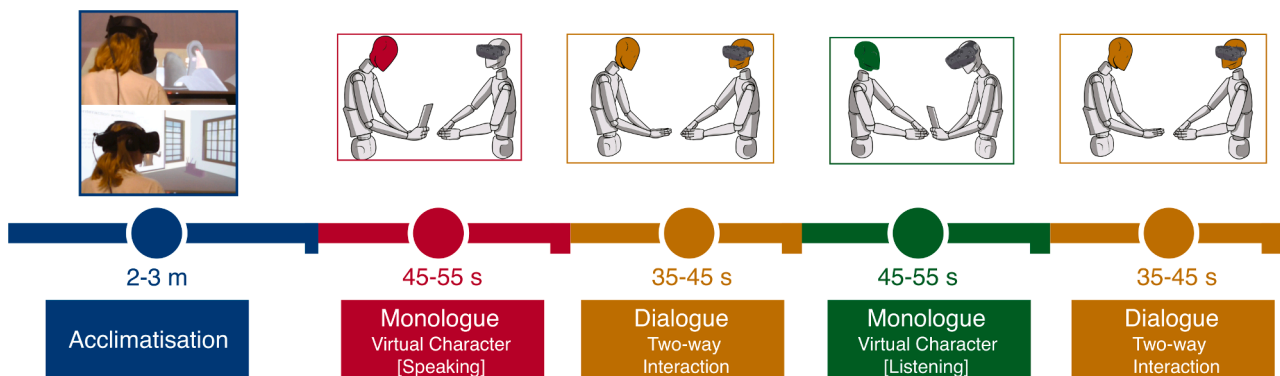 2-3 m
45-55 s
35-45 s
45-55 s
35-45 s
Acclimatisation
Monologue
Virtual Character
[Speaking]
Dialogue
Two-way
Interaction
Monologue
Virtual Character
[Listening]
Dialogue
Two-way
Interaction